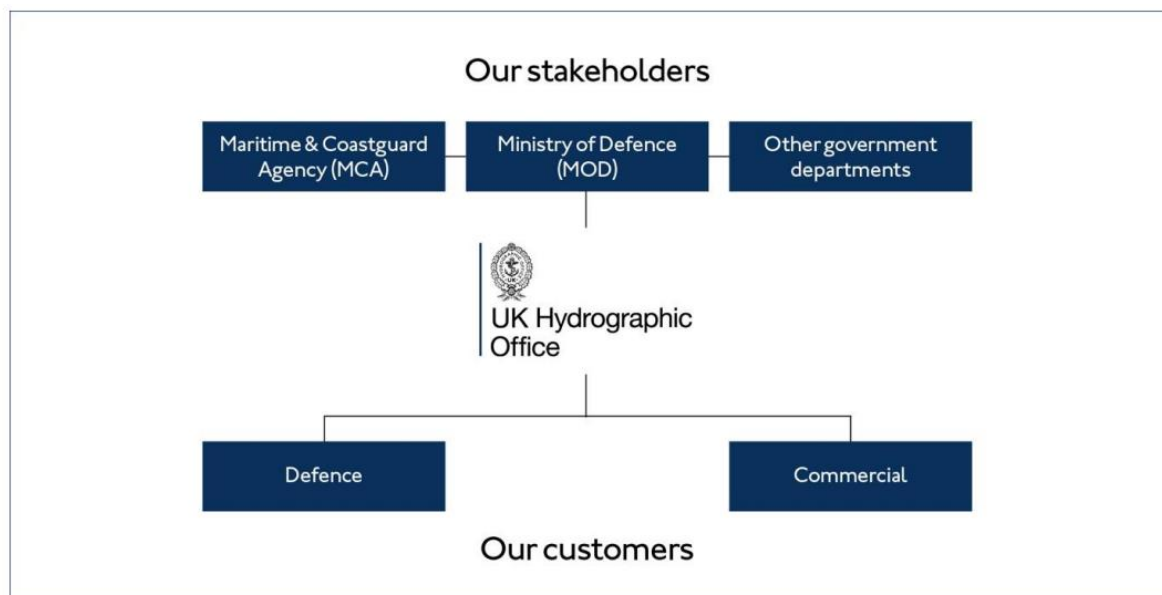 Our stakeholders
Maritime & Coastguard
Agency (MCA)
Ministry of Defence
(MOD)
Other government
departments
UK Hydrographic
Office
Defence
Commercial
Our customers